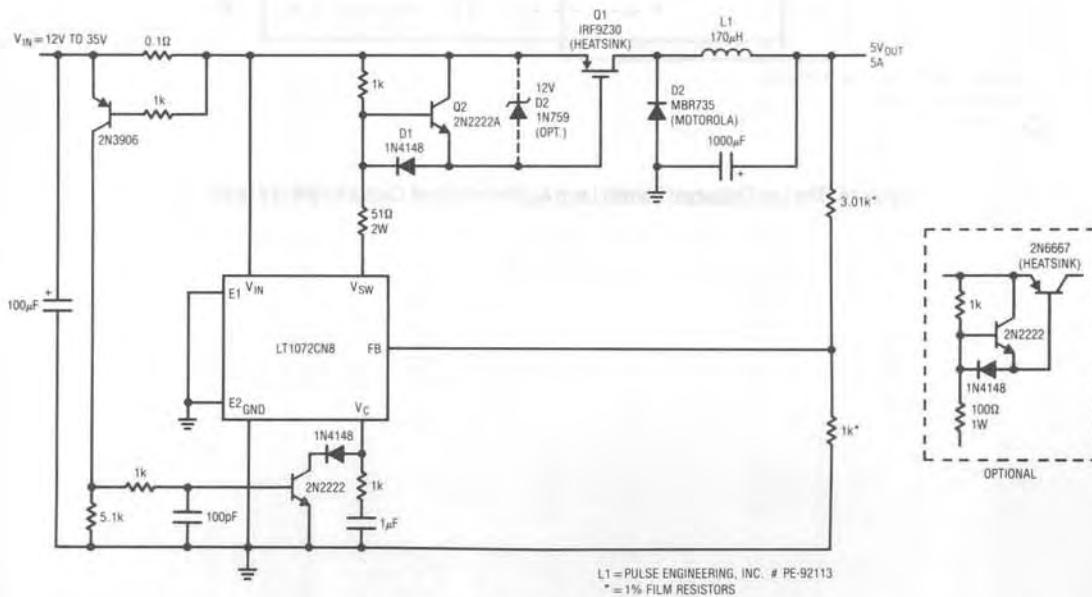 V_IN = 12V TO 35V
0.1Ω
1k
2N3906
1k
D1
1N4148
Q2
2N2222A
12V
D2
1N759
(OPT.)
Q1
IRF9Z30
(HEATSINK)
L1
170µH
5V_OUT
5A
D2
MBR735
(MOTOROLA)
1000µF
+
3.01k*
51Ω
2W
+
100µF
E1
V_IN
V_SW
LT1072CN8
FB
E2
GND
V_C
1N4148
1k
2N2222
1k
5.1k
100pF
1µF
1k*
2N6667
(HEATSINK)
1k
2N2222
1N4148
100Ω
1W
OPTIONAL
L1 = PULSE ENGINEERING, INC. # PE-92113
* = 1% FILM RESISTORS